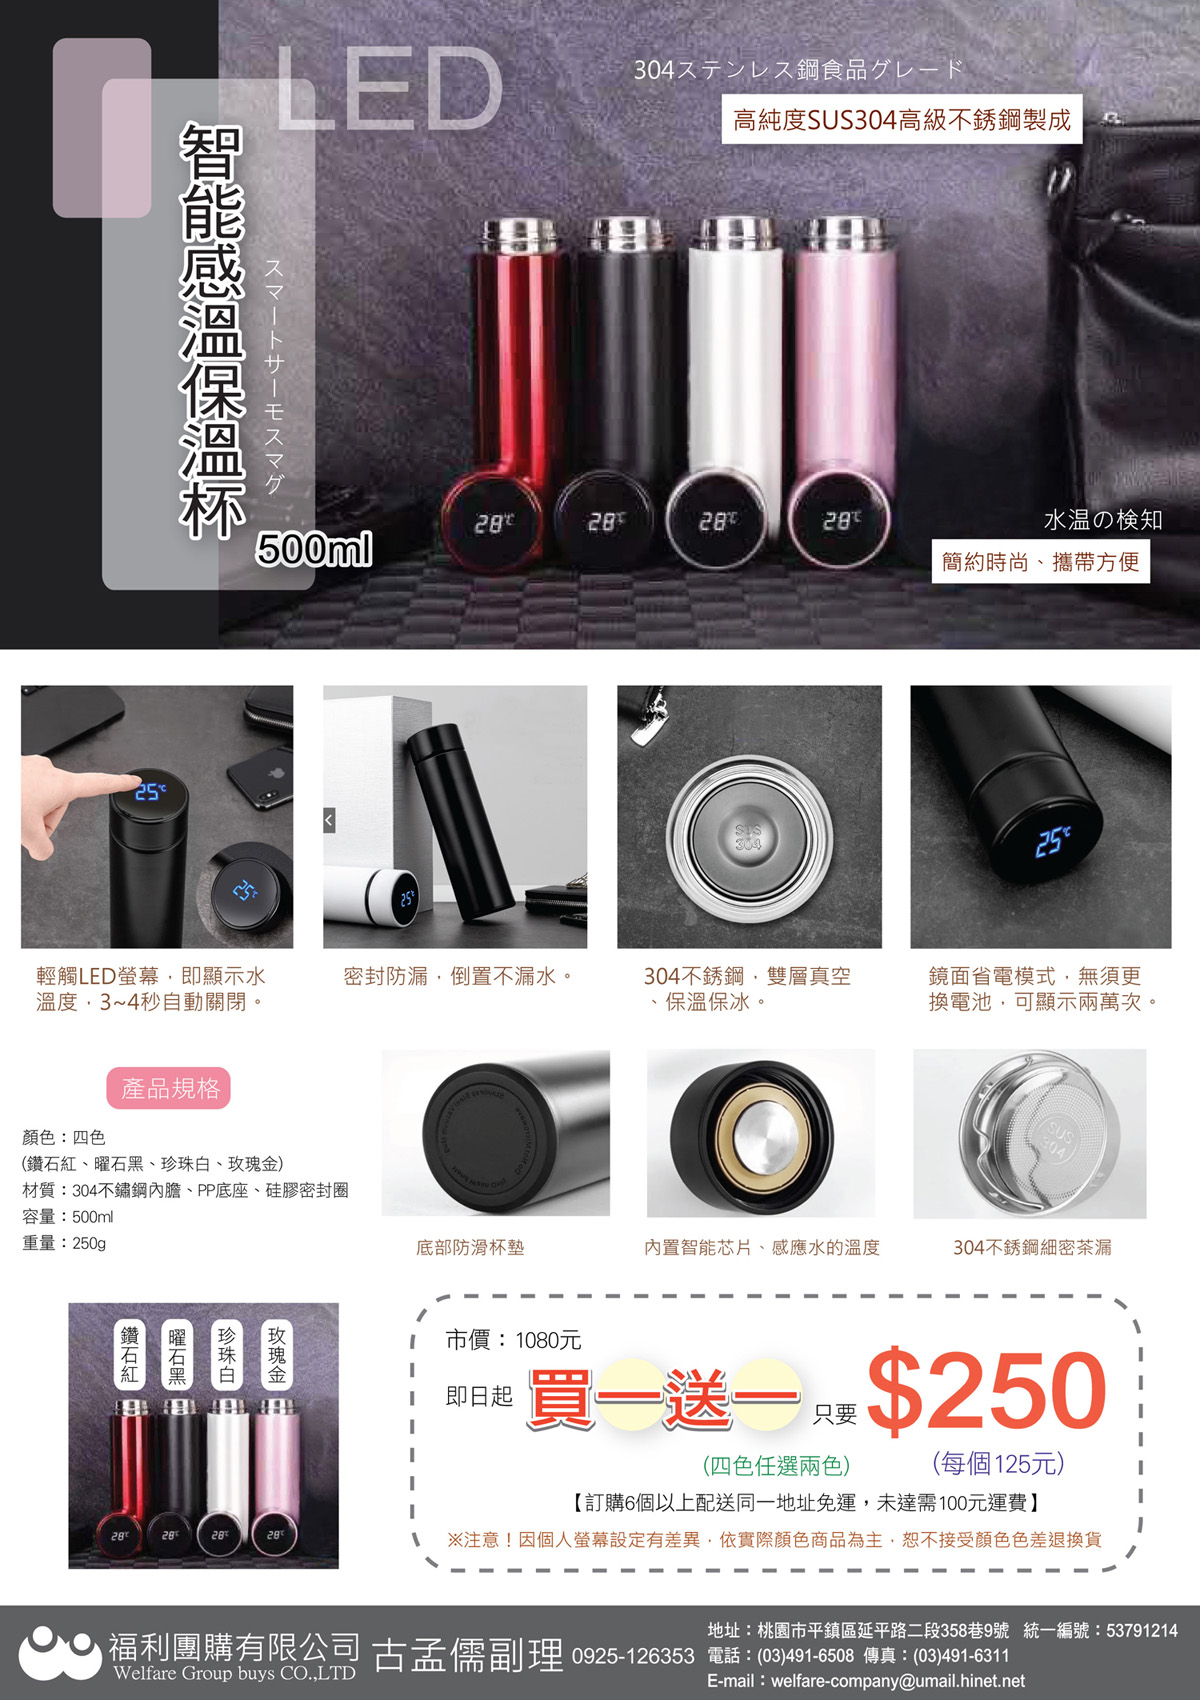 LED
304ステンレス鋼食品グレード
高純度SUS304高級不銹鋼製成
智能感溫保溫杯
スマートサーモスマグ
500ml
28℃
28℃
28℃
28℃
水温の検知
簡約時尚、攜帶方便
25℃
25℃
25℃
SUS
304
25℃
輕觸LED螢幕，即顯示水
溫度，3~4秒自動關閉。
密封防漏，倒置不漏水。
304不銹鋼，雙層真空
、保溫保冰。
鏡面省電模式，無須更
換電池，可顯示兩萬次。
產品規格
顏色：四色
(鑽石紅、曜石黑、珍珠白、玫瑰金)
材質：304不鏽鋼內膽、PP底座、硅膠密封圈
容量：500ml
重量：250g
SUS
304
底部防滑杯墊
內置智能芯片、感應水的溫度
304不銹鋼細密茶漏
鑽石紅
曜石黑
珍珠白
玫瑰金
28℃
28℃
28℃
28℃
市價：1080元
即日起 買一送一 只要 $250
(四色任選兩色)
(每個125元)
【訂購6個以上配送同一地址免運，未達需100元運費】
※注意！因個人螢幕設定有差異，依實際顏色商品為主，恕不接受顏色色差退換貨
福利團購有限公司
Welfare Group buys CO.,LTD
古孟儒副理 0925-126353
地址：桃園市平鎮區延平路二段358巷9號 統一編號：53791214
電話：(03)491-6508 傳真：(03)491-6311
E-mail：welfare-company@umail.hinet.net